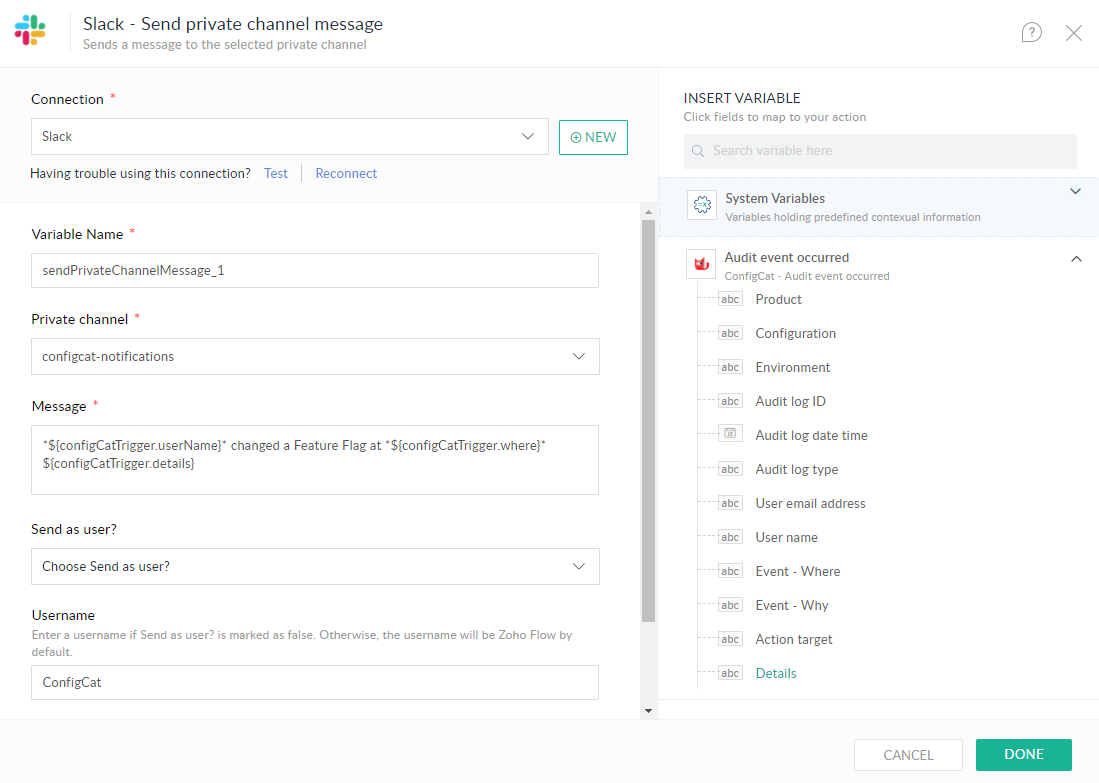 Slack - Send private channel message
Sends a message to the selected private channel
?
Connection *
Slack
NEW
Having trouble using this connection? Test Reconnect
Variable Name *
sendPrivateChannelMessage_1
Private channel *
configcat-notifications
Message *
*${configCatTrigger.userName}* changed a Feature Flag at *${configCatTrigger.where}*
${configCatTrigger.details}
Send as user?
Choose Send as user?
Username
Enter a username if Send as user? is marked as false. Otherwise, the username will be Zoho Flow by
default.
ConfigCat
INSERT VARIABLE
Click fields to map to your action
Search variable here
System Variables
Variables holding predefined contexual information
Audit event occurred
ConfigCat - Audit event occurred
abc Product
abc Configuration
abc Environment
abc Audit log ID
Audit log date time
abc Audit log type
abc User email address
abc User name
abc Event - Where
abc Event - Why
abc Action target
abc Details
CANCEL
DONE